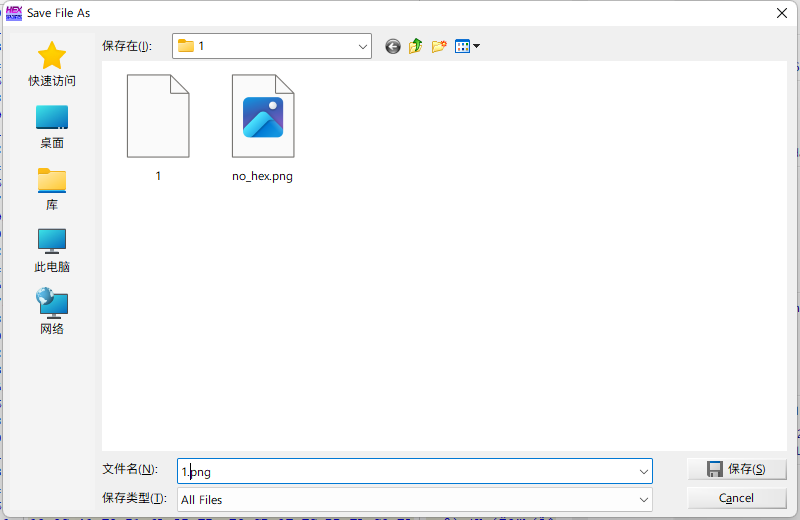 Save File As
保存在(I):
1
快速访问
桌面
库
此电脑
网络
1
no_hex.png
文件名(N):
1.png
保存(S)
保存类型(T):
All Files
Cancel